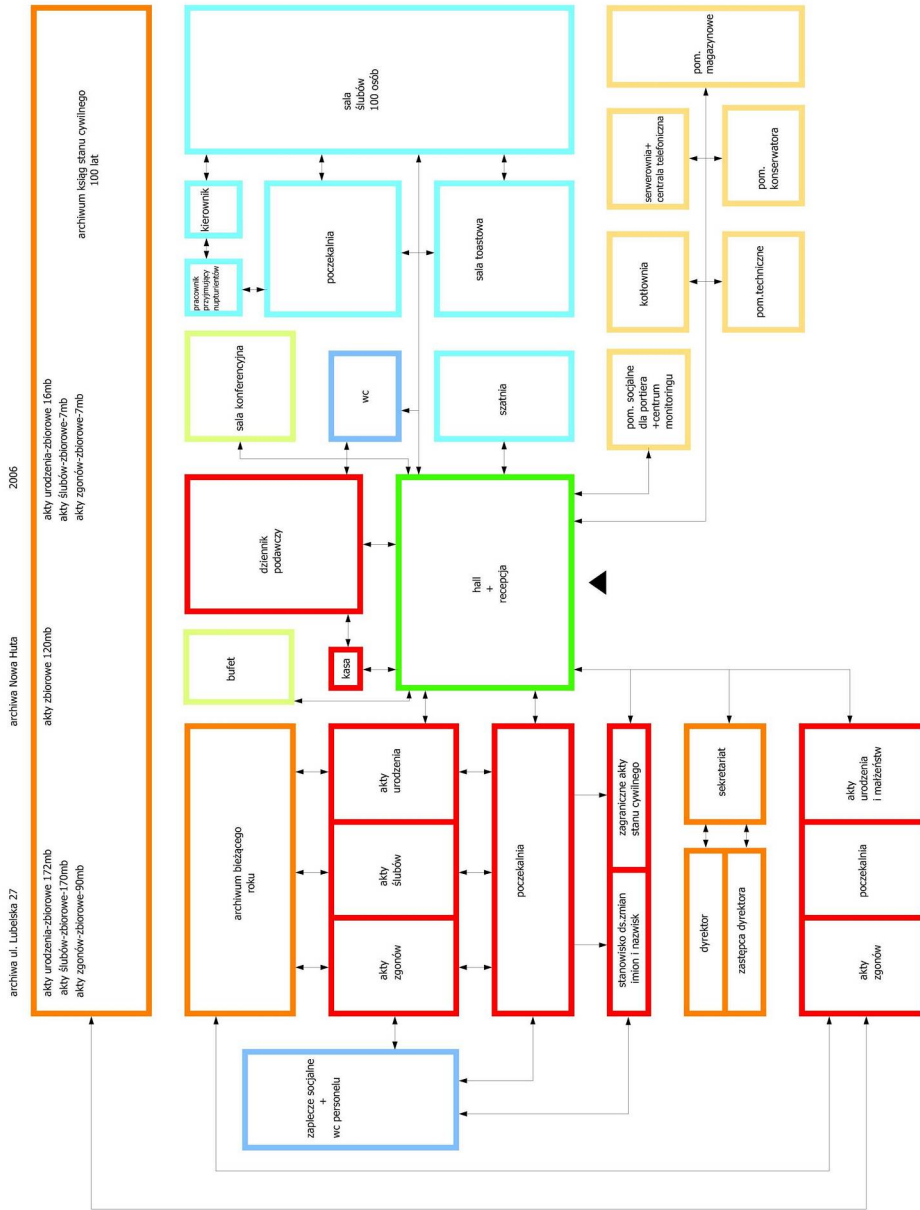 archiwa ul. Lubelska 27
archiwa Nowa Huta
2006
akty urodzenia-zbiorowe 172mb
akty ślubów-zbiorowe-170mb
akty zgonów-zbiorowe-90mb
akty zbiorowe 120mb
akty urodzenia-zbiorowe 16mb
akty ślubów-zbiorowe-7mb
akty zgonów-zbiorowe-7mb
archiwum ksiąg stanu cywilnego
100 lat
archiwum bieżącego
roku
bufet
dziennik
podawczy
sala konferencyjna
pracownik
przyjmujący
nupturientów
kierownik
sala
ślubów
100 osób
zaplecze socjalne
+
wc personelu
akty
zgonów
akty
ślubów
akty
urodzenia
kasa
wc
poczekalnia
poczekalnia
hall
+
recepcja
szatnia
sala toastowa
stanowisko ds.zmian
imion i nazwisk
zagraniczne akty
stanu cywilnego
pom. socjalne
dla portiera
+centrum
monitoringu
kotłownia
serwerownia+
centrala telefoniczna
pom.
magazynowe
dyrektor
zastępca dyrektora
sekretariat
pom.techniczne
pom.
konserwatora
akty
zgonów
poczekalnia
akty
urodzenia
i małżeństw